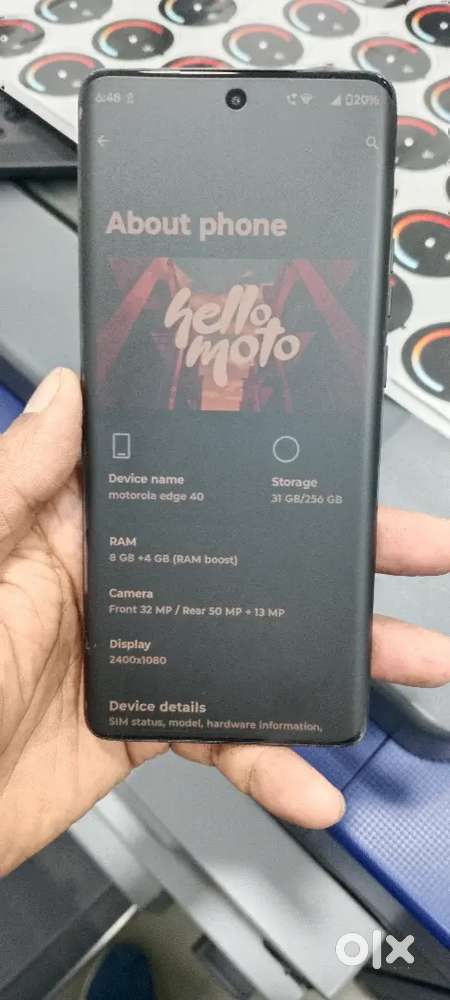 6:48
20%
About phone
hello
moto
Device name
motorola edge 40
Storage
31 GB/256 GB
RAM
8 GB +4 GB (RAM boost)
Camera
Front 32 MP / Rear 50 MP + 13 MP
Display
2400x1080
Device details
SIM status, model, hardware information,
olx